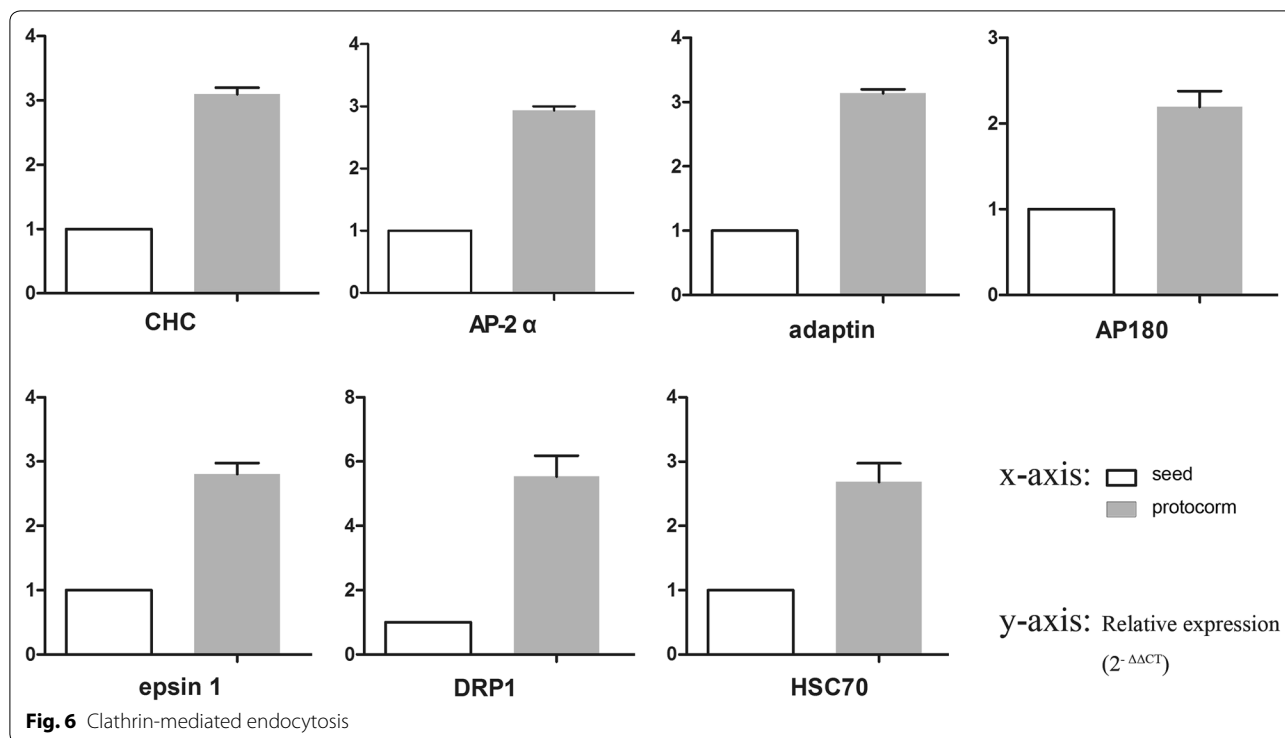 4
3
2
1
0
CHC
4
3
2
1
0
AP-2 α
4
3
2
1
0
adaptin
3
2
1
0
AP180
4
3
2
1
0
epsin 1
8
6
4
2
0
DRP1
4
3
2
1
0
HSC70
x-axis: seed
protocorm
y-axis: Relative expression
(2^-ΔΔCT)
Fig. 6 Clathrin-mediated endocytosis